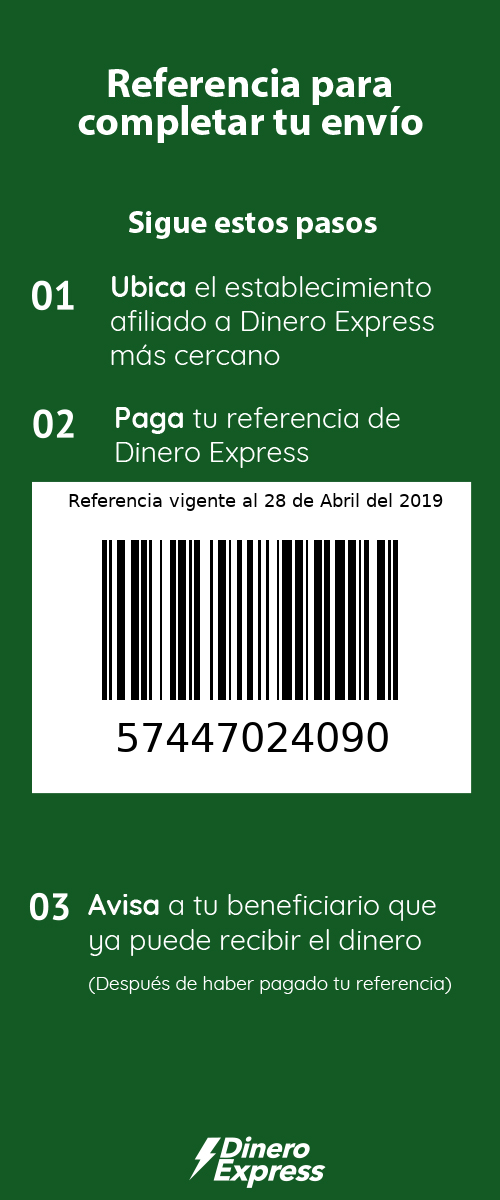 Referencia para
completar tu envío
Sigue estos pasos
01
Ubica el establecimiento
afiliado a Dinero Express
más cercano
02
Paga tu referencia de
Dinero Express
Referencia vigente al 28 de Abril del 2019
57447024090
03
Avisa a tu beneficiario que
ya puede recibir el dinero
(Después de haber pagado tu referencia)
Dinero
Express